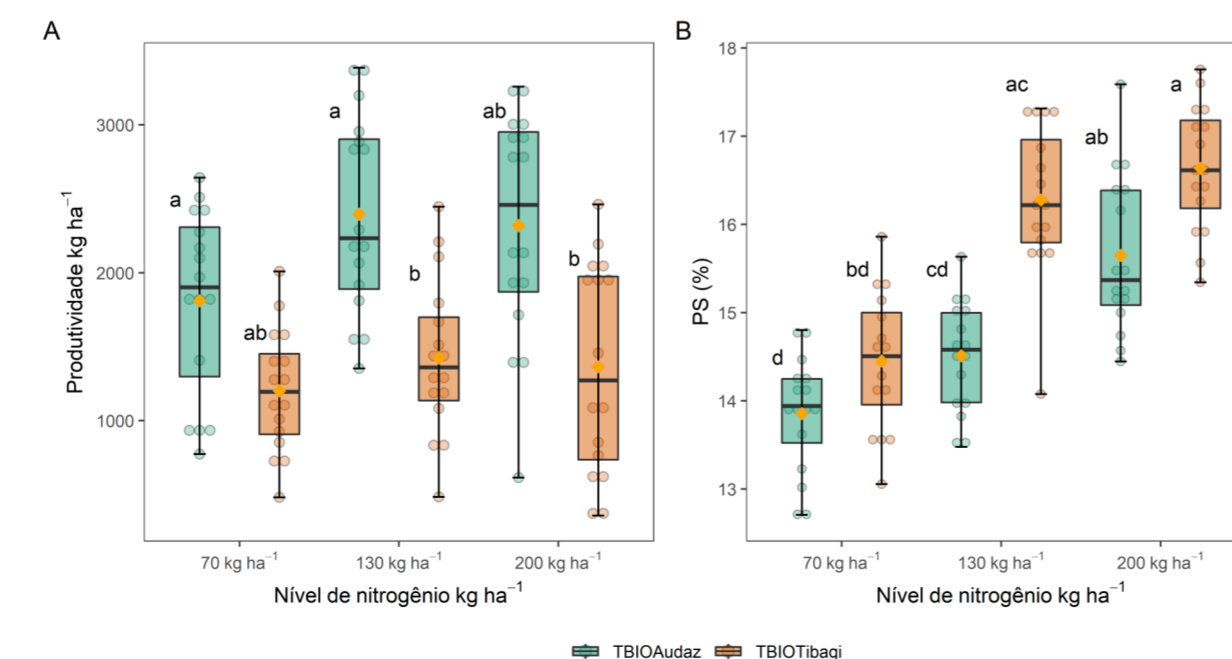 A
B
Produtividade kg ha⁻¹
3000
2000
1000
a
ab
a
b
ab
b
70 kg ha⁻¹
130 kg ha⁻¹
200 kg ha⁻¹
Nível de nitrogênio kg ha⁻¹
PS (%)
18
17
16
15
14
13
d
bd
cd
ac
ab
a
70 kg ha⁻¹
130 kg ha⁻¹
200 kg ha⁻¹
Nível de nitrogênio kg ha⁻¹
TBIOAudaz TBIOTibagi